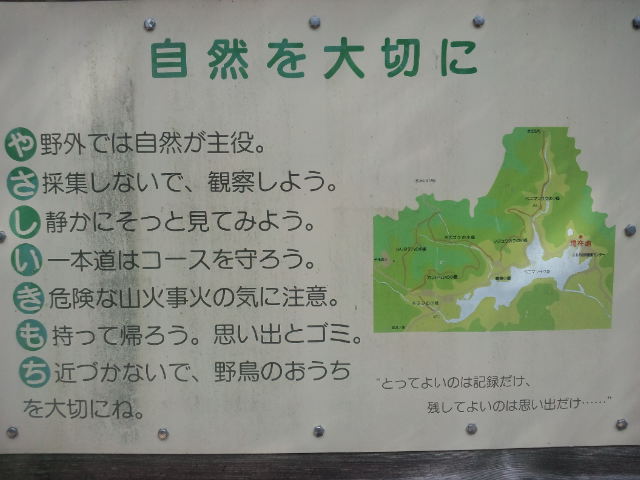 自然を大切に
や 野外では自然が主役。
さ 採集しないで、観察しよう。
し 静かにそっと見てみよう。
い 一本道はコースを守ろう。
き 危険な山火事火の気に注意。
も 持って帰ろう。思い出とゴミ。
ち 近づかないで、野鳥のおうち
を大切にね。
現在地
“とってよいのは記録だけ、
残してよいのは思い出だけ……”